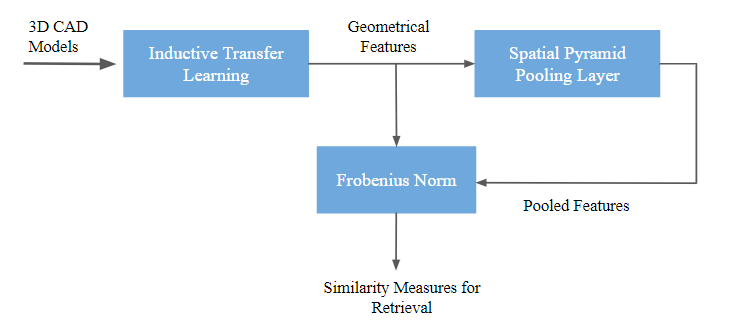 3D CAD
Models
Inductive Transfer
Learning
Geometrical
Features
Spatial Pyramid
Pooling Layer
Frobenius Norm
Pooled Features
Similarity Measures for
Retrieval